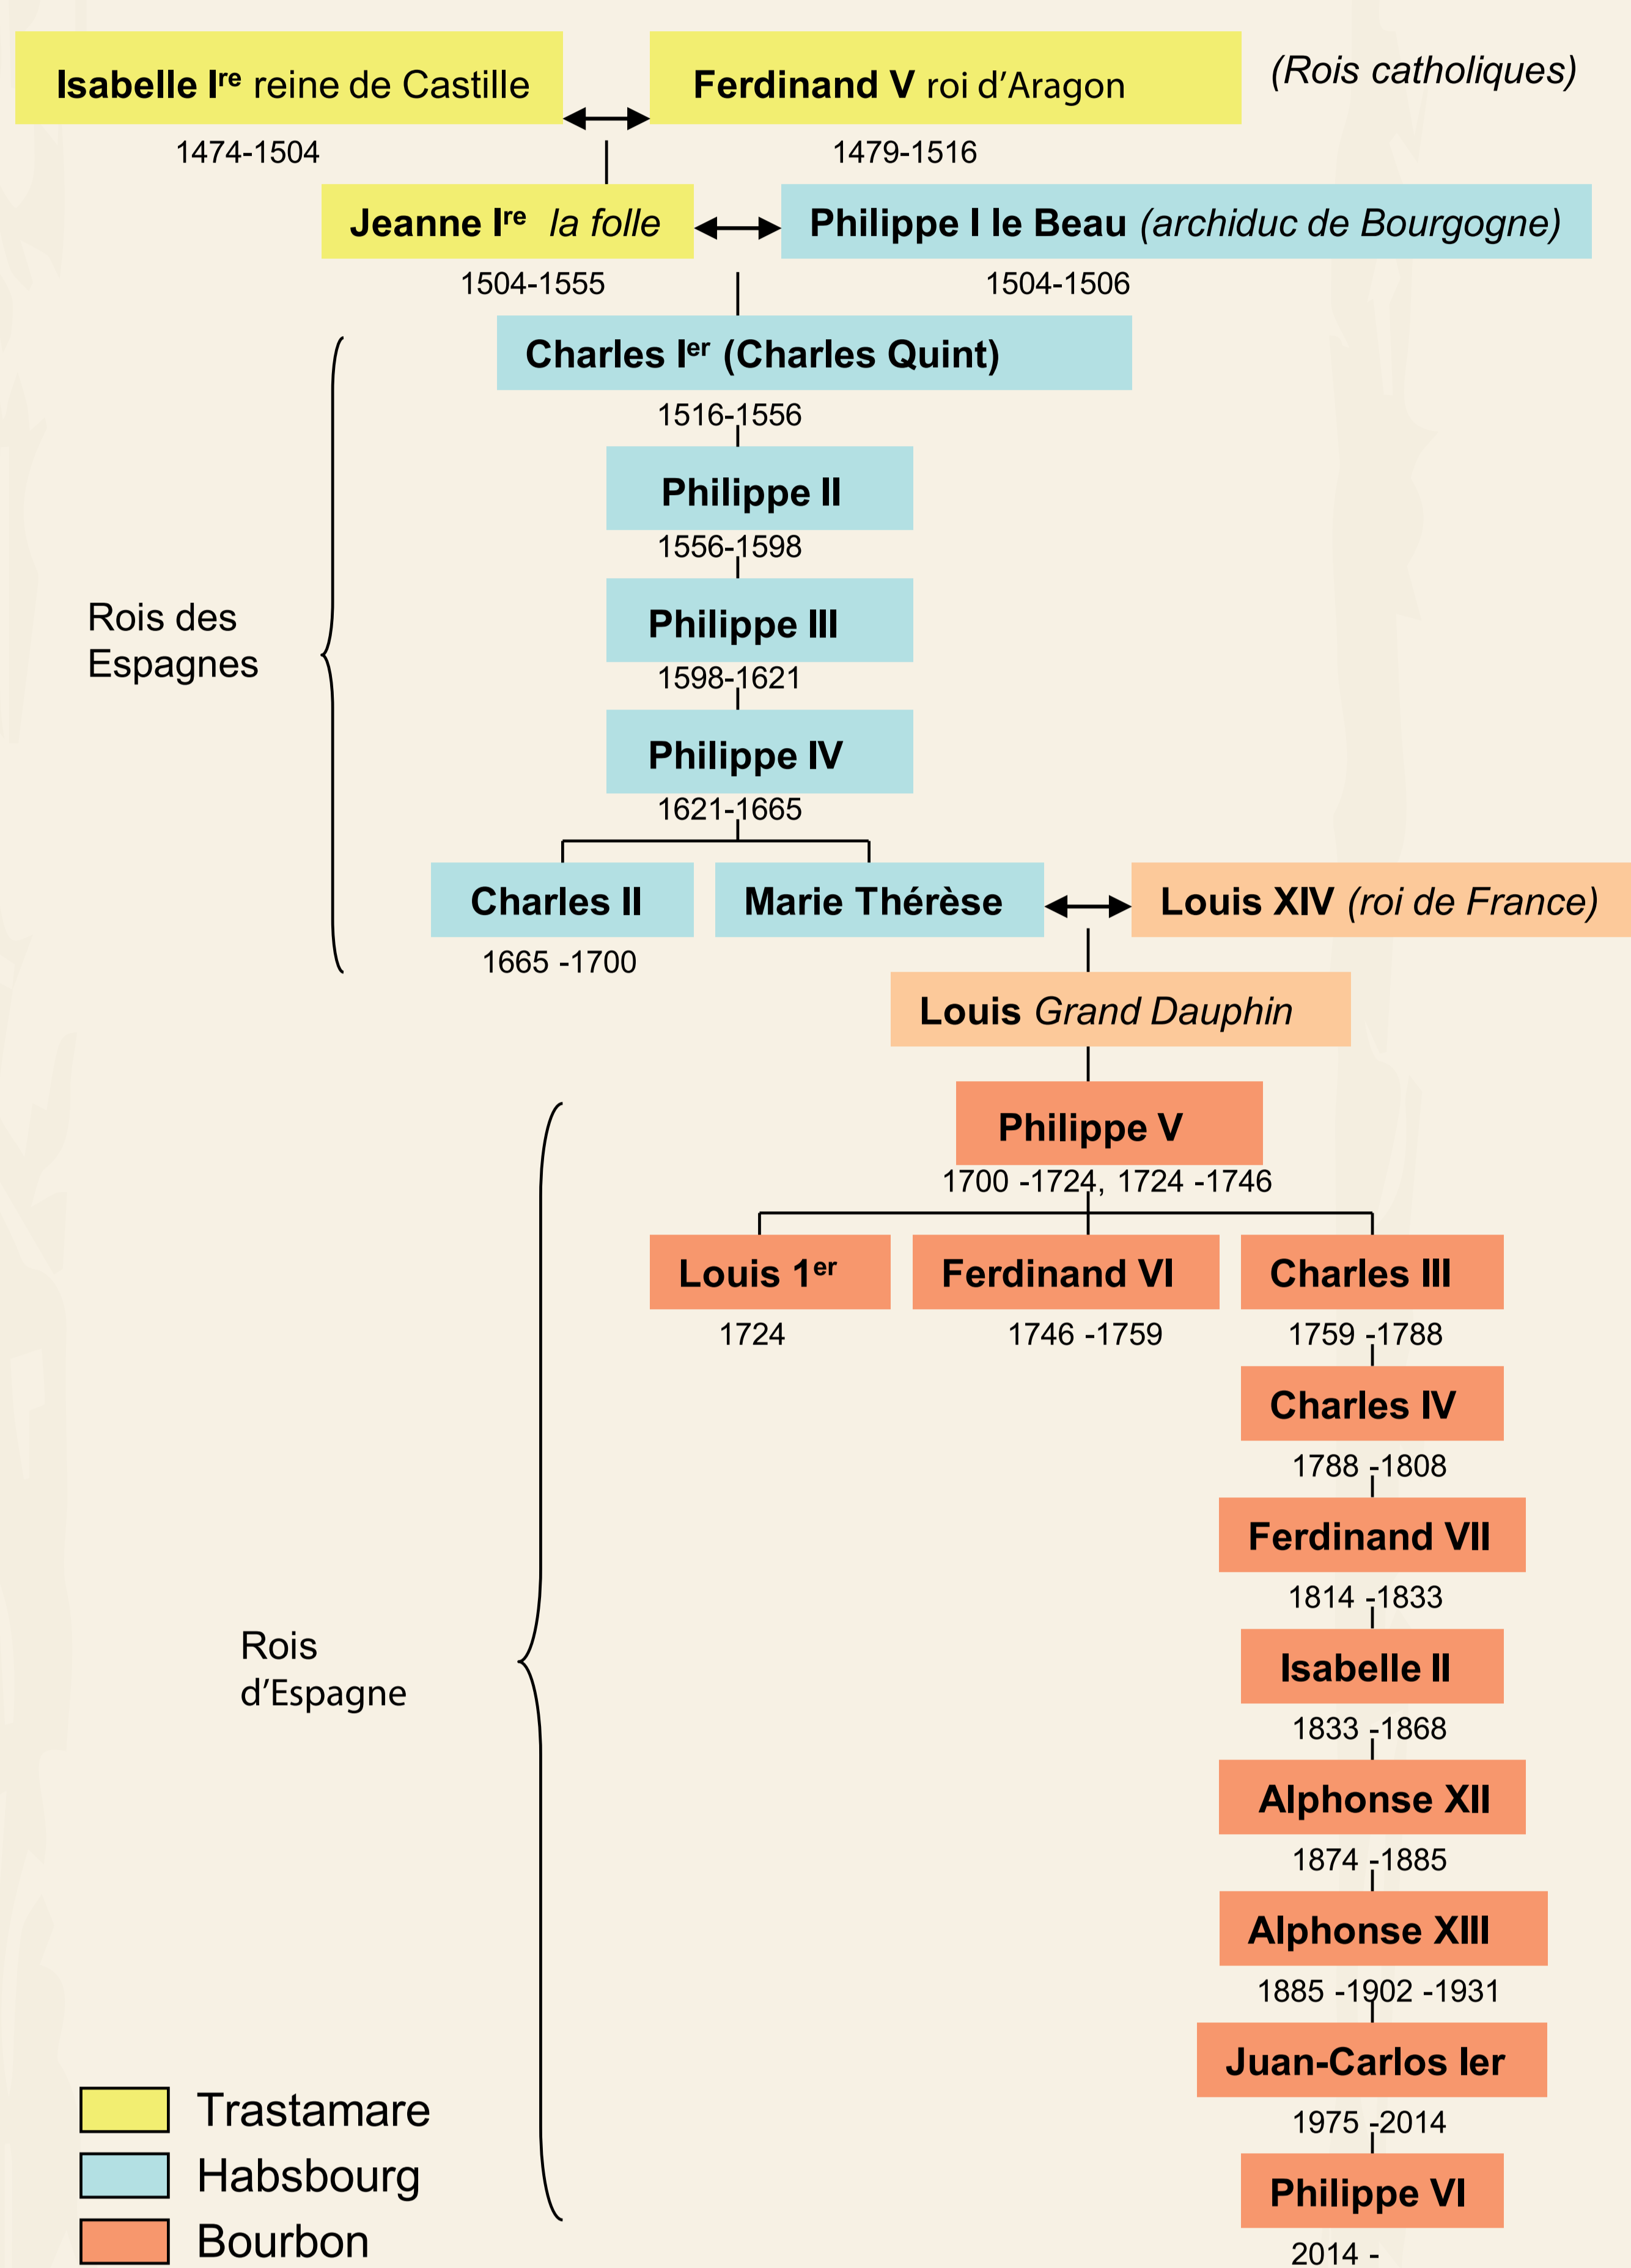 Isabelle Iʳᵉ reine de Castille
Ferdinand V roi d’Aragon
(Rois catholiques)
1474-1504
1479-1516
Jeanne Iʳᵉ la folle
Philippe I le Beau (archiduc de Bourgogne)
1504-1555
1504-1506
Charles Iᵉʳ (Charles Quint)
1516-1556
Philippe II
1556-1598
Rois des
Espagnes
Philippe III
1598-1621
Philippe IV
1621-1665
Charles II
Marie Thérèse
Louis XIV (roi de France)
1665 -1700
Louis Grand Dauphin
Philippe V
1700 -1724, 1724 -1746
Louis 1ᵉʳ
Ferdinand VI
Charles III
1724
1746 -1759
1759 -1788
Charles IV
1788 -1808
Ferdinand VII
1814 -1833
Rois
d’Espagne
Isabelle II
1833 -1868
Alphonse XII
1874 -1885
Alphonse XIII
1885 -1902 -1931
Juan-Carlos Ier
1975 -2014
Philippe VI
2014 -
Trastamare
Habsbourg
Bourbon